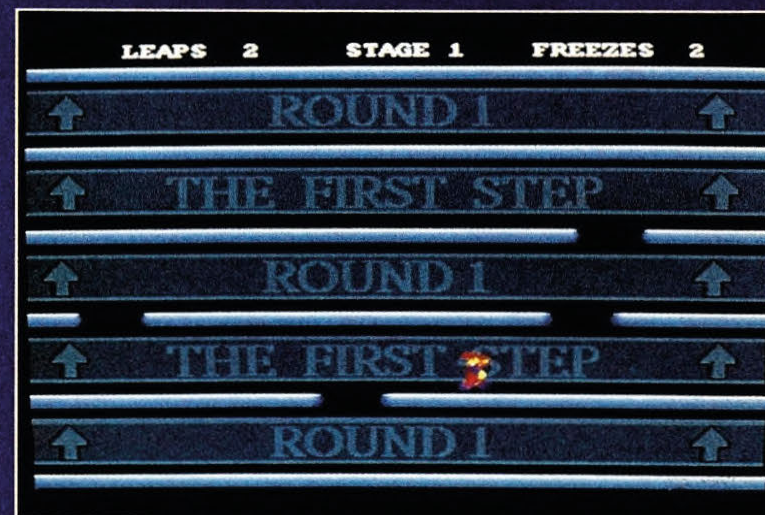 LEAPS 2 STAGE 1 FREEZES 2
ROUND 1
THE FIRST STEP
ROUND 1
THE FIRST STEP
ROUND 1